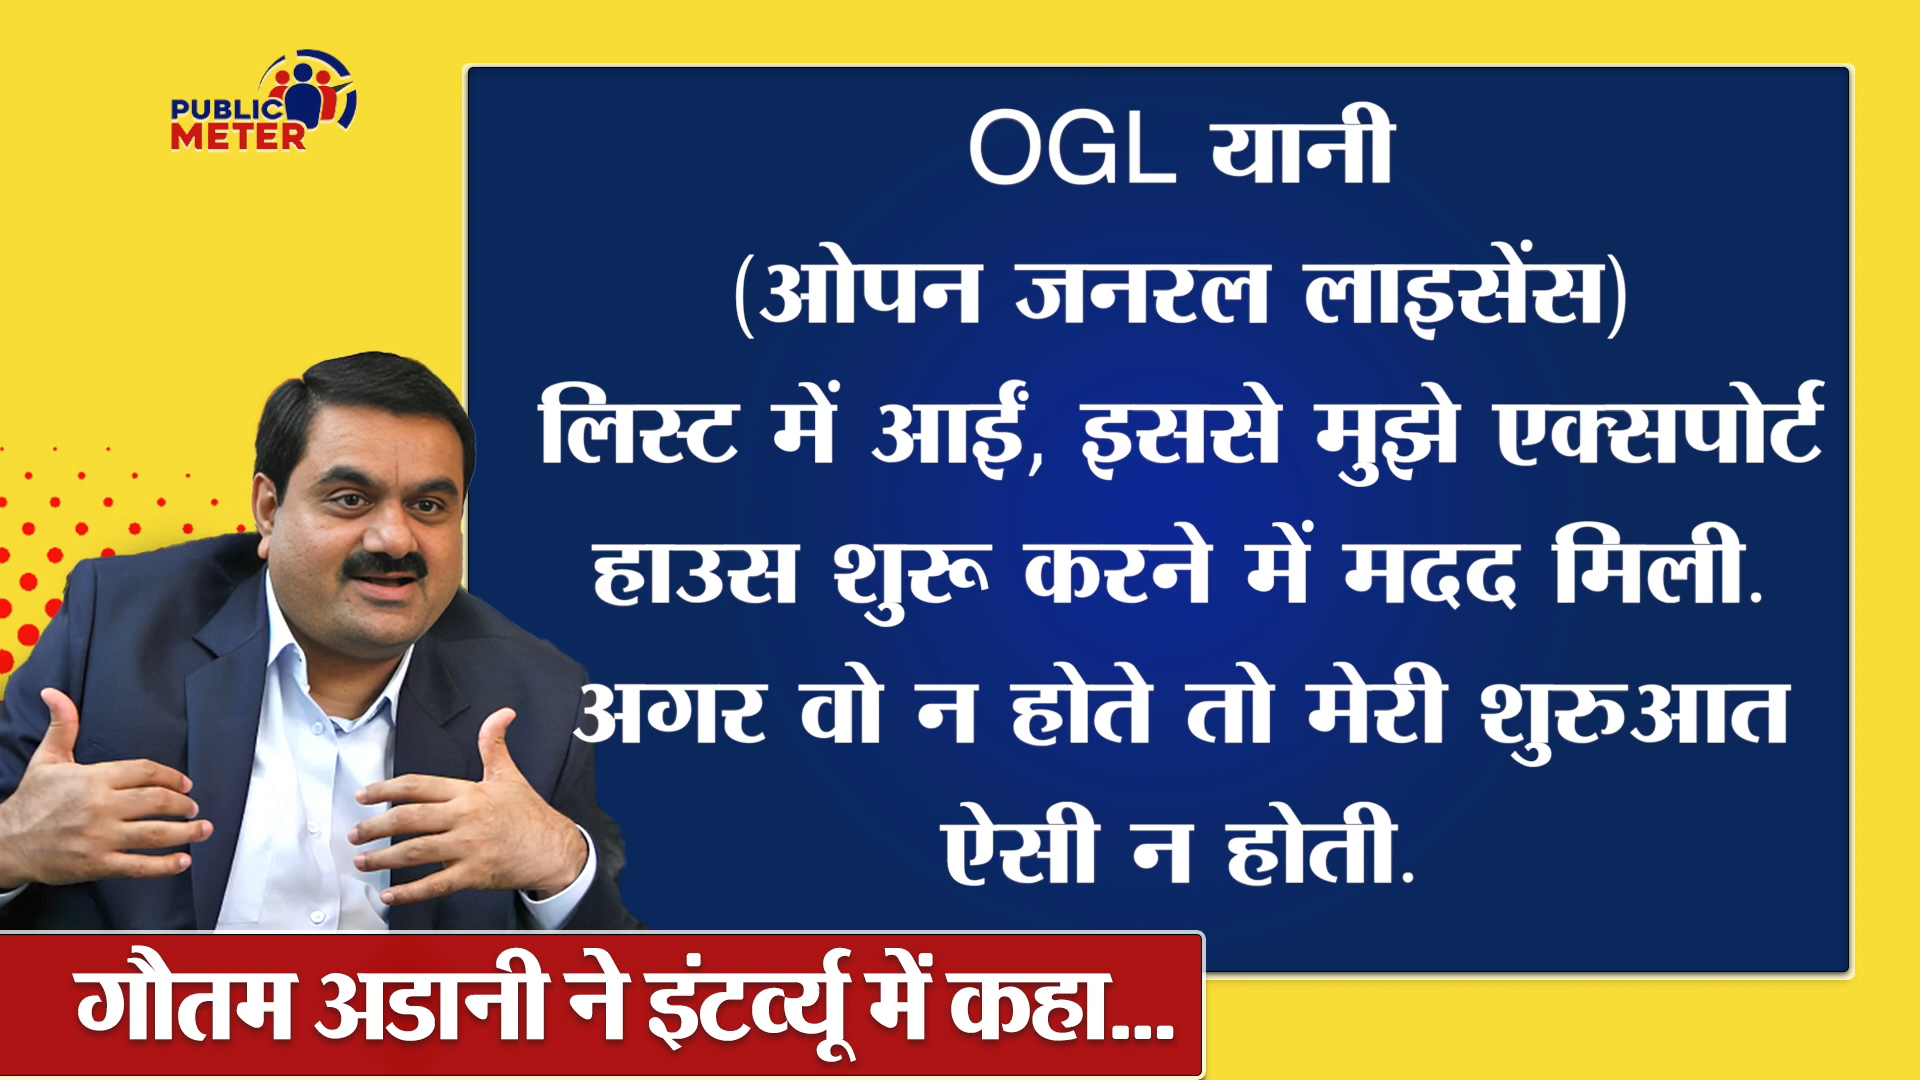 PUBLIC
METER
OGL यानी
(ओपन जनरल लाइसेंस)
लिस्ट में आईं, इससे मुझे एक्सपोर्ट
हाउस शुरू करने में मदद मिली.
अगर वो न होते तो मेरी शुरुआत
ऐसी न होती.
गौतम अडानी ने इंटर्व्यू में कहा...